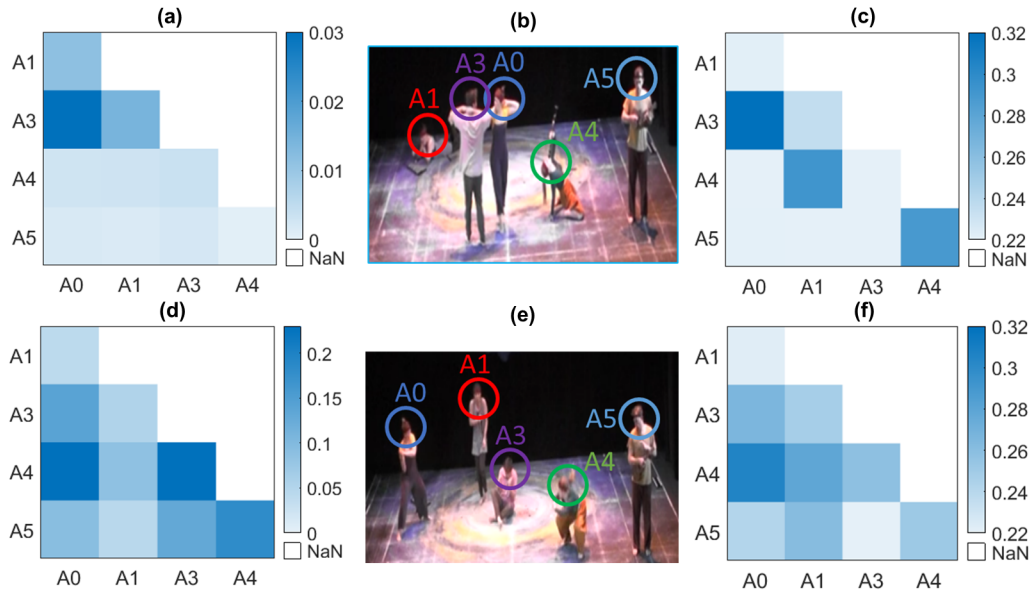 (a)
A1
A3
A4
A5
A0 A1 A3 A4
0.03
0.02
0.01
0
NaN
(b)
A3 A0
A5
A1
A4
(c)
A1
A3
A4
A5
A0 A1 A3 A4
0.32
0.3
0.28
0.26
0.24
0.22
NaN
(d)
A1
A3
A4
A5
A0 A1 A3 A4
0.2
0.15
0.1
0.05
0
NaN
(e)
A1
A0
A5
A3
A4
(f)
A1
A3
A4
A5
A0 A1 A3 A4
0.32
0.3
0.28
0.26
0.24
0.22
NaN